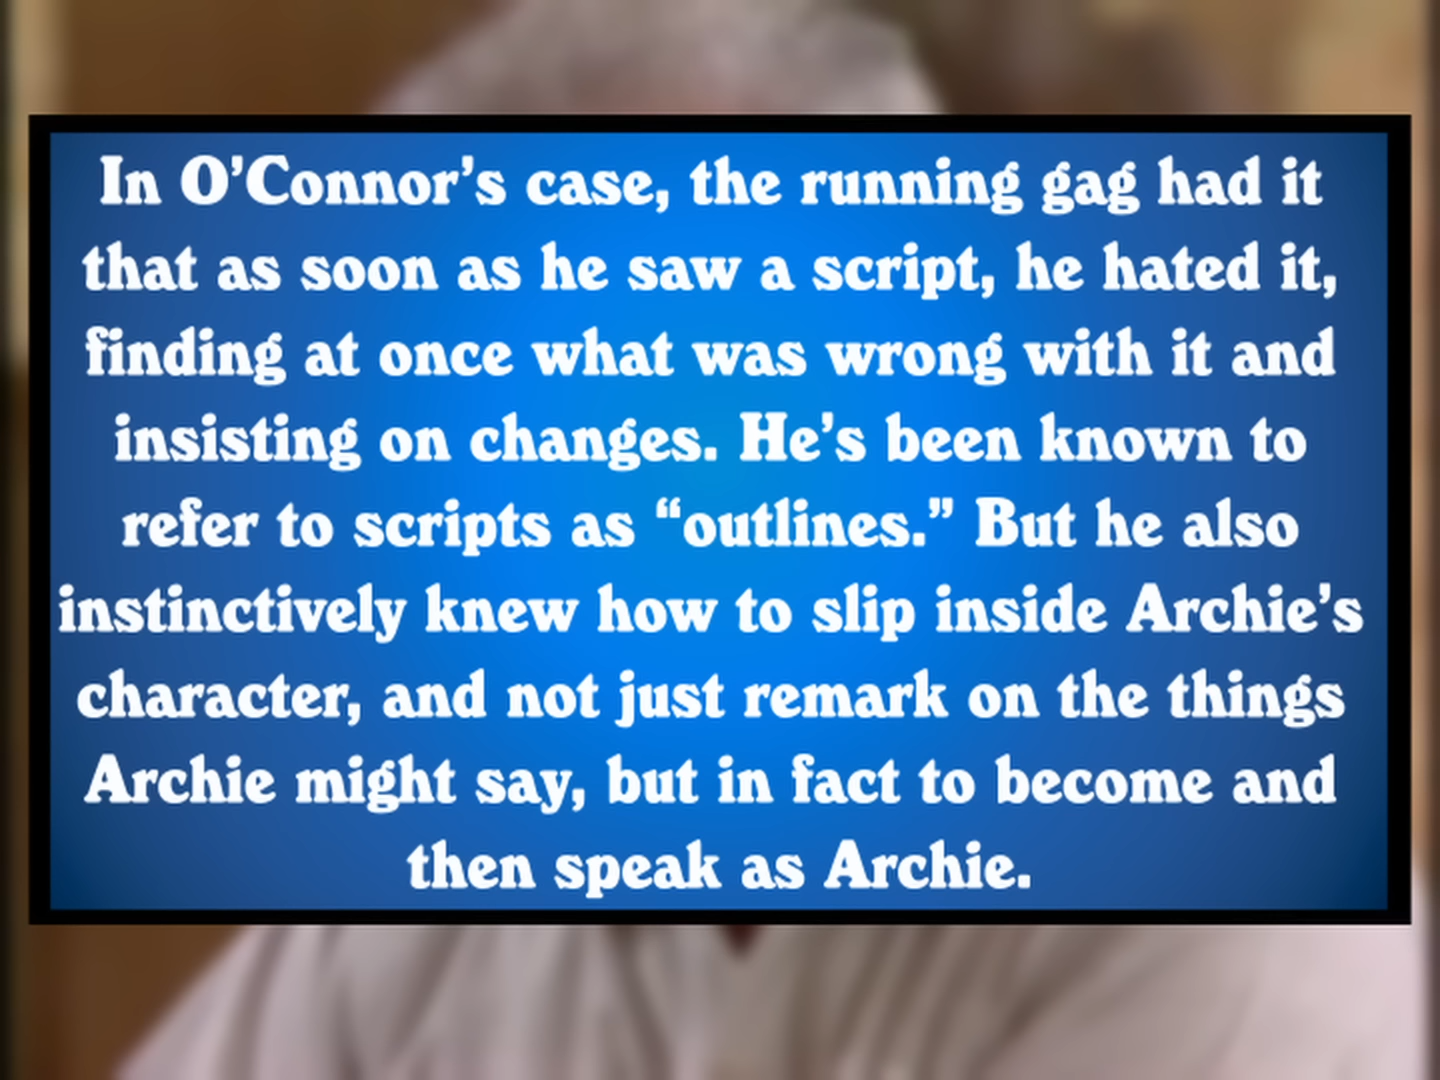 In O’Connor’s case, the running gag had it
that as soon as he saw a script, he hated it,
finding at once what was wrong with it and
insisting on changes. He’s been known to
refer to scripts as “outlines.” But he also
instinctively knew how to slip inside Archie’s
character, and not just remark on the things
Archie might say, but in fact to become and
then speak as Archie.